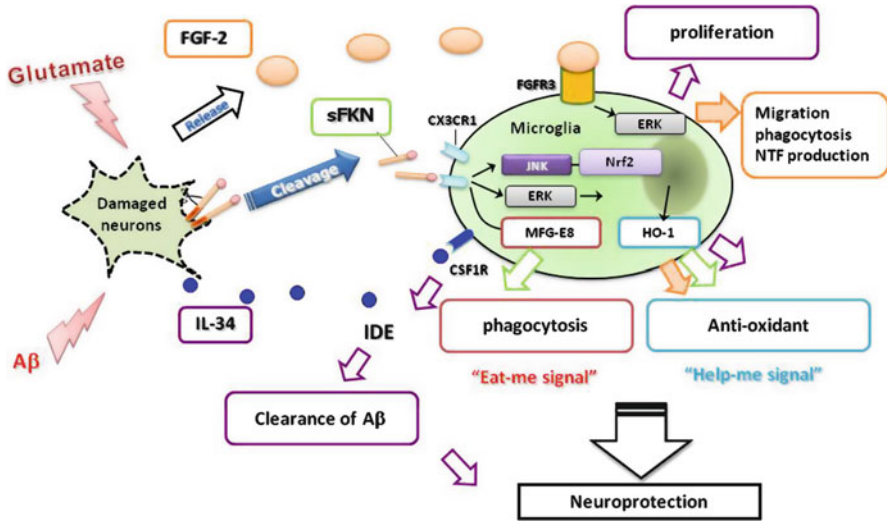 Glutamate
FGF-2
Release
sFKN
Cleavage
Damaged
neurons
Aβ
IL-34
IDE
Clearance of Aβ
FGFR3
CX3CR1
Microglia
ERK
JNK
Nrf2
ERK
MFG-E8
HO-1
CSF1R
proliferation
Migration
phagocytosis
NTF production
phagocytosis
"Eat-me signal"
Anti-oxidant
"Help-me signal"
Neuroprotection